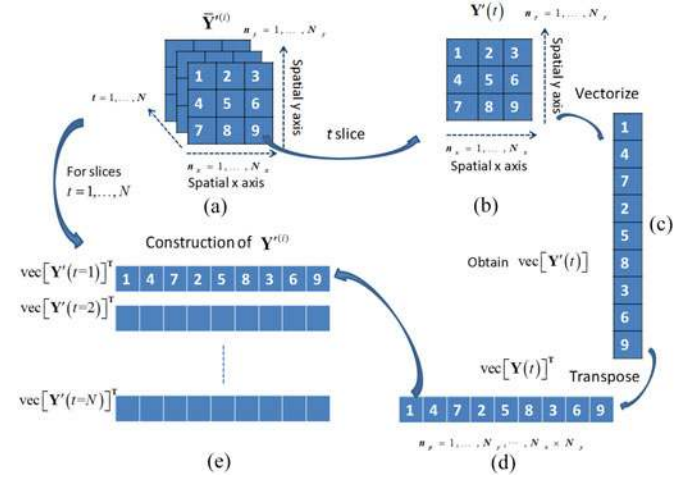 Ȳ′⁽ⁱ⁾
n_y = 1, … , N_y
Spatial y axis
1 2 3
4 5 6
7 8 9
t = 1, … , N
n_x = 1, … , N_x
Spatial x axis
(a)
t slice
Y′(t)
n_y = 1, … , N_y
Spatial y axis
1 2 3
4 5 6
7 8 9
n_x = 1, … , N_x
Spatial x axis
(b)
Vectorize
1
4
7
2
5
8
3
6
9
(c)
Obtain vec[Y′(t)]
For slices
t = 1, … , N
Construction of Y′⁽ⁱ⁾
vec[Y′(t=1)]ᵀ 1 4 7 2 5 8 3 6 9
vec[Y′(t=2)]ᵀ
vec[Y′(t=N)]ᵀ
(e)
vec[Y(t)]ᵀ
Transpose
1 4 7 2 5 8 3 6 9
n_p = 1, … , N_y, … , N_x × N_y
(d)